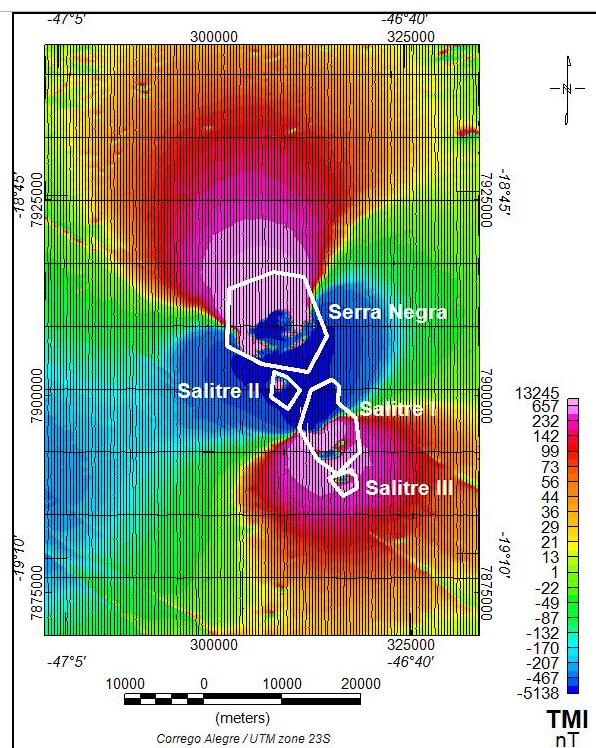 -47°5' -46°40'
300000 325000
N
-18°45' 7925000 7925000 -18°45'
Serra Negra
Salitre II
7900000 7900000
Salitre I
Salitre III
-19°10' 7875000 7875000 -19°10'
300000 325000
-47°5' -46°40'
13245
657
232
142
99
73
56
44
36
29
21
13
1
-22
-49
-87
-132
-170
-207
-467
-5138
TMI
nT
10000 0 10000 20000
(meters)
Corrego Alegre / UTM zone 23S